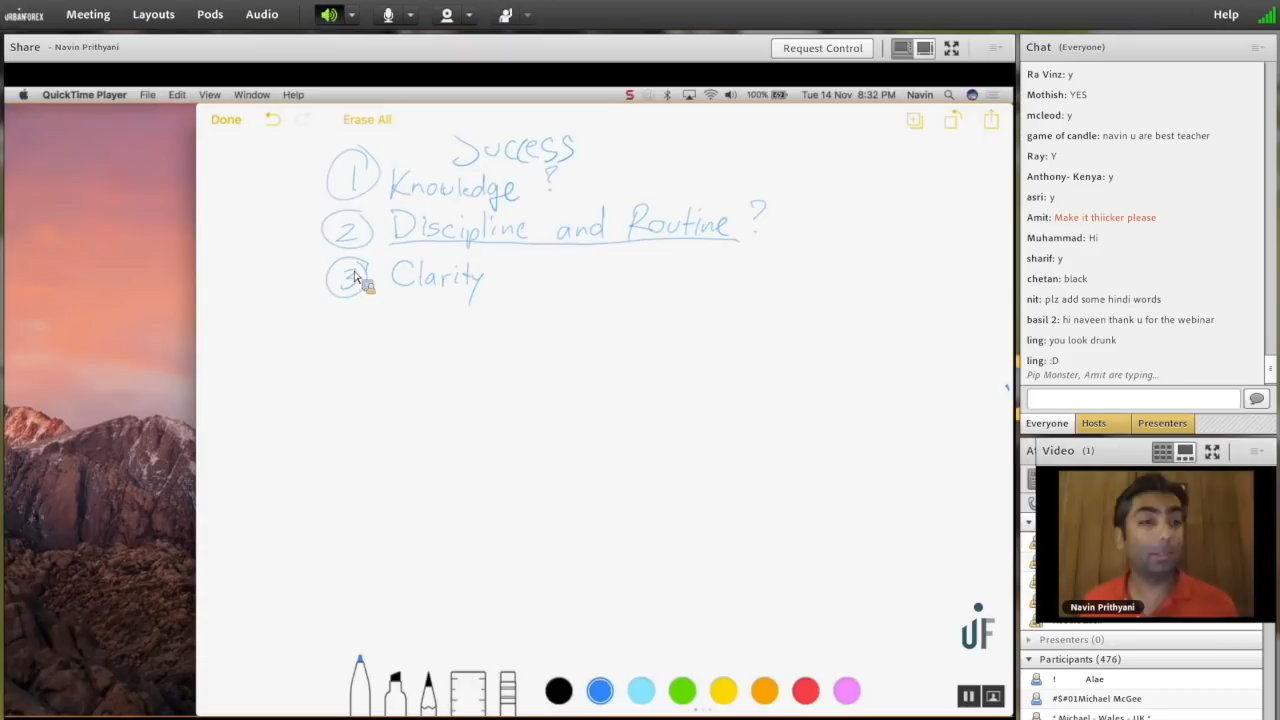 URBANFOREX Meeting Layouts Pods Audio Help
Share - Navin Prithyani Request Control
QuickTime Player File Edit View Window Help 100% Tue 14 Nov 8:32 PM Navin
Done Erase All
Success
1 Knowledge ?
2 Discipline and Routine ?
3 Clarity
UF
Chat (Everyone)
Ra Vinz: y
Mothish: YES
mcleod: y
game of candle: navin u are best teacher
Ray: Y
Anthony- Kenya: y
asri: y
Amit: Make it thiicker please
Muhammad: Hi
sharif: y
chetan: black
nit: plz add some hindi words
basil 2: hi naveen thank u for the webinar
ling: you look drunk
ling: :D
Pip Monster, Amit are typing...
Everyone Hosts Presenters
Video (1)
Navin Prithyani
Presenters (0)
Participants (476)
! Alae
#$#01Michael McGee
* Michael - Wales - UK *